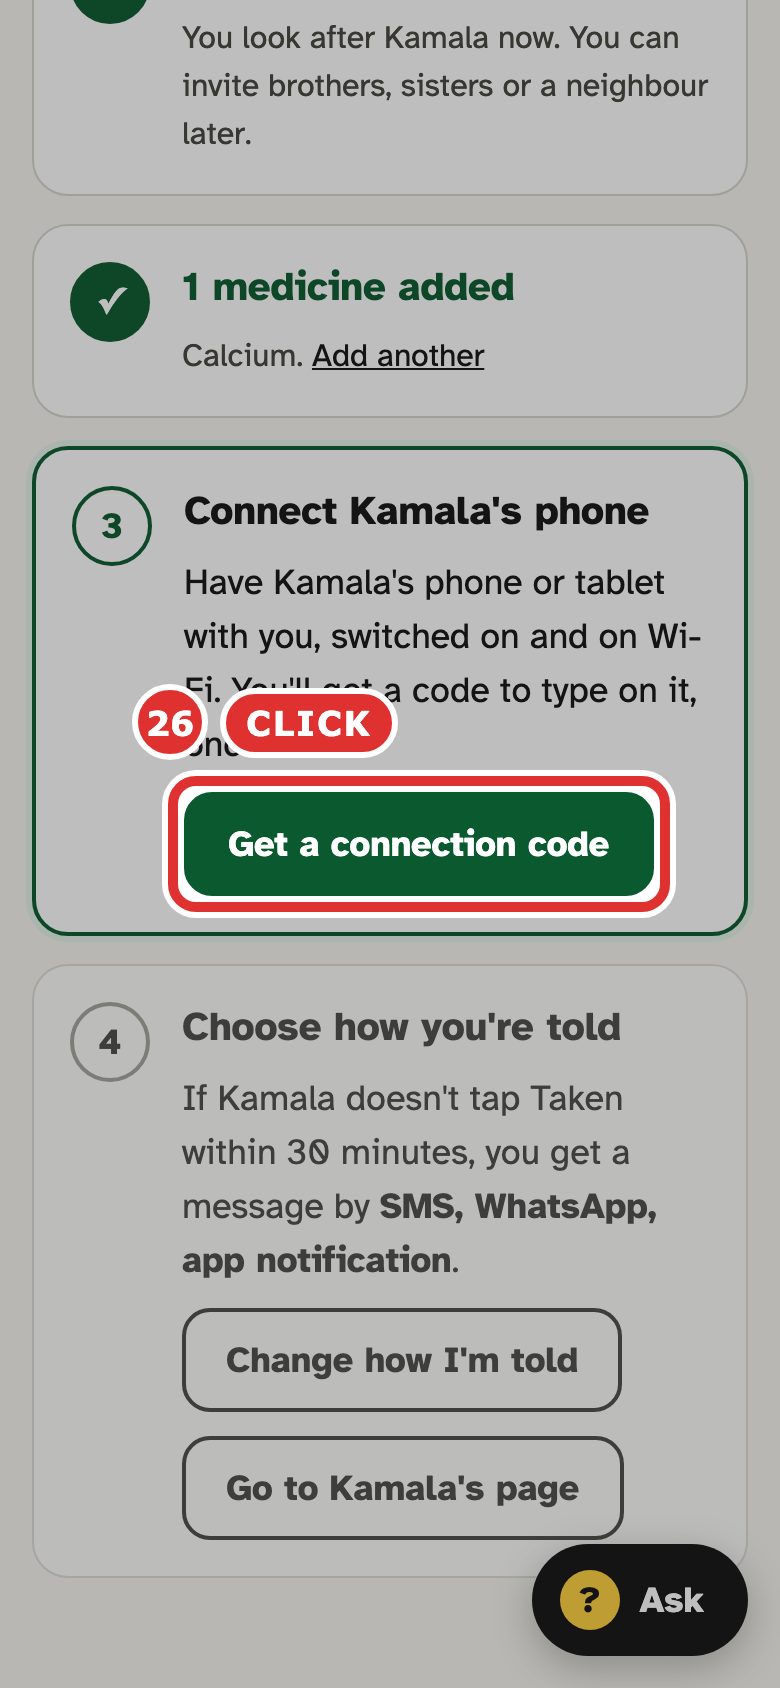 You look after Kamala now. You can
invite brothers, sisters or a neighbour
later.
✓
1 medicine added
Calcium. Add another
3
Connect Kamala's phone
Have Kamala's phone or tablet
with you, switched on and on Wi-
Fi. You'll get a code to type on it,
26 CLICK
Get a connection code
4
Choose how you're told
If Kamala doesn't tap Taken
within 30 minutes, you get a
message by SMS, WhatsApp,
app notification.
Change how I'm told
Go to Kamala's page
? Ask